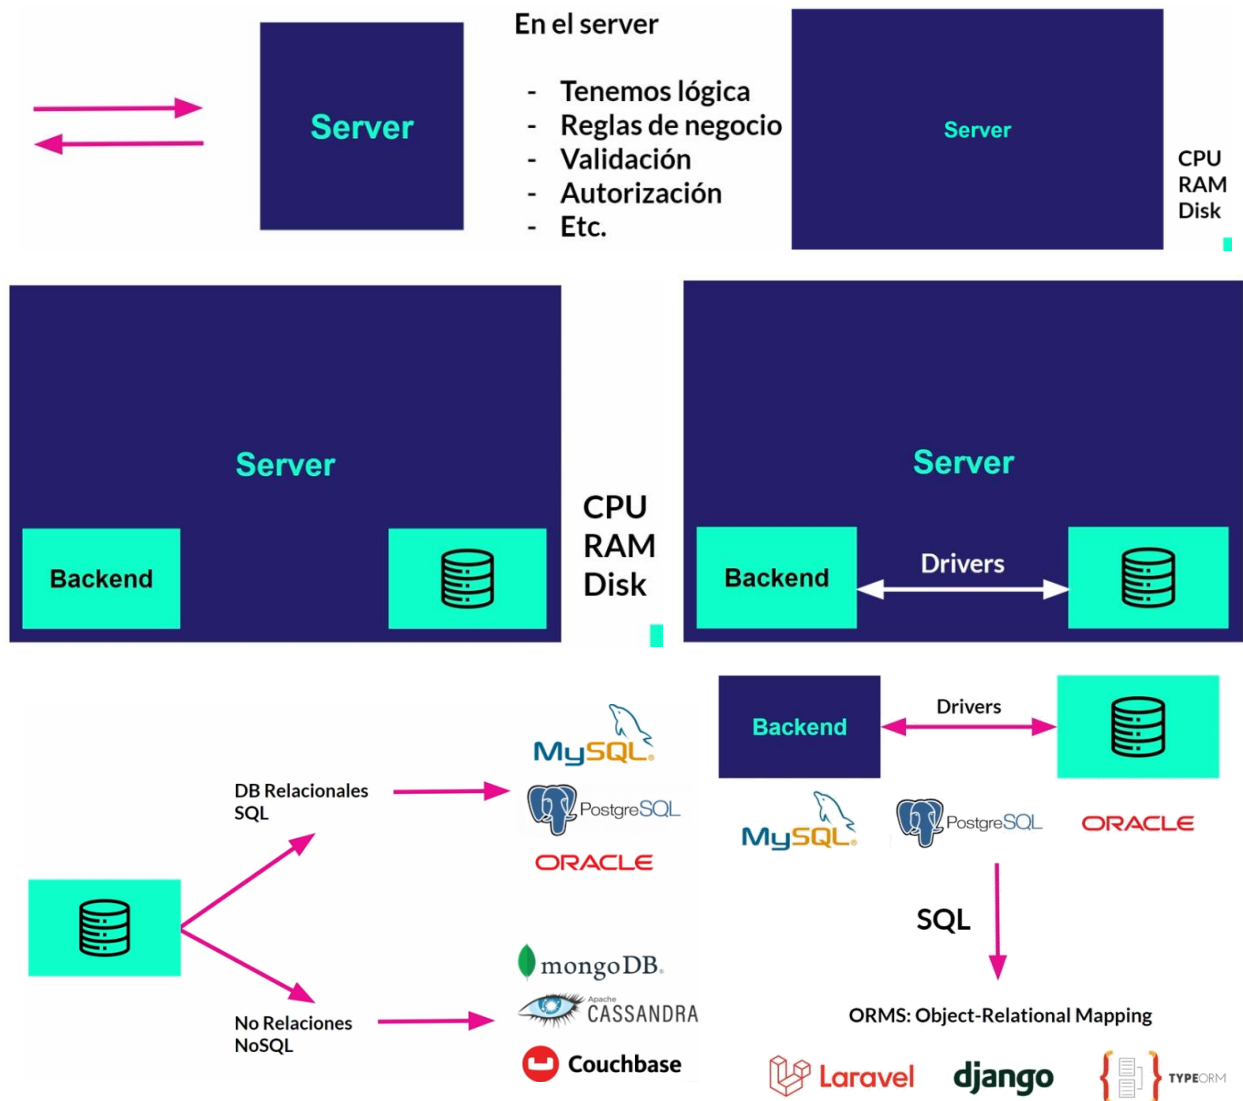 Server
En el server
- Tenemos lógica
- Reglas de negocio
- Validación
- Autorización
- Etc.
Server
CPU
RAM
Disk
Server
Backend
CPU
RAM
Disk
Server
Backend
Drivers
DB Relacionales
SQL
MySQL®
PostgreSQL
ORACLE
No Relaciones
NoSQL
mongoDB®
Apache
CASSANDRA
Couchbase
Backend
Drivers
MySQL®
PostgreSQL
ORACLE
SQL
ORMS: Object-Relational Mapping
Laravel
django
TYPEORM